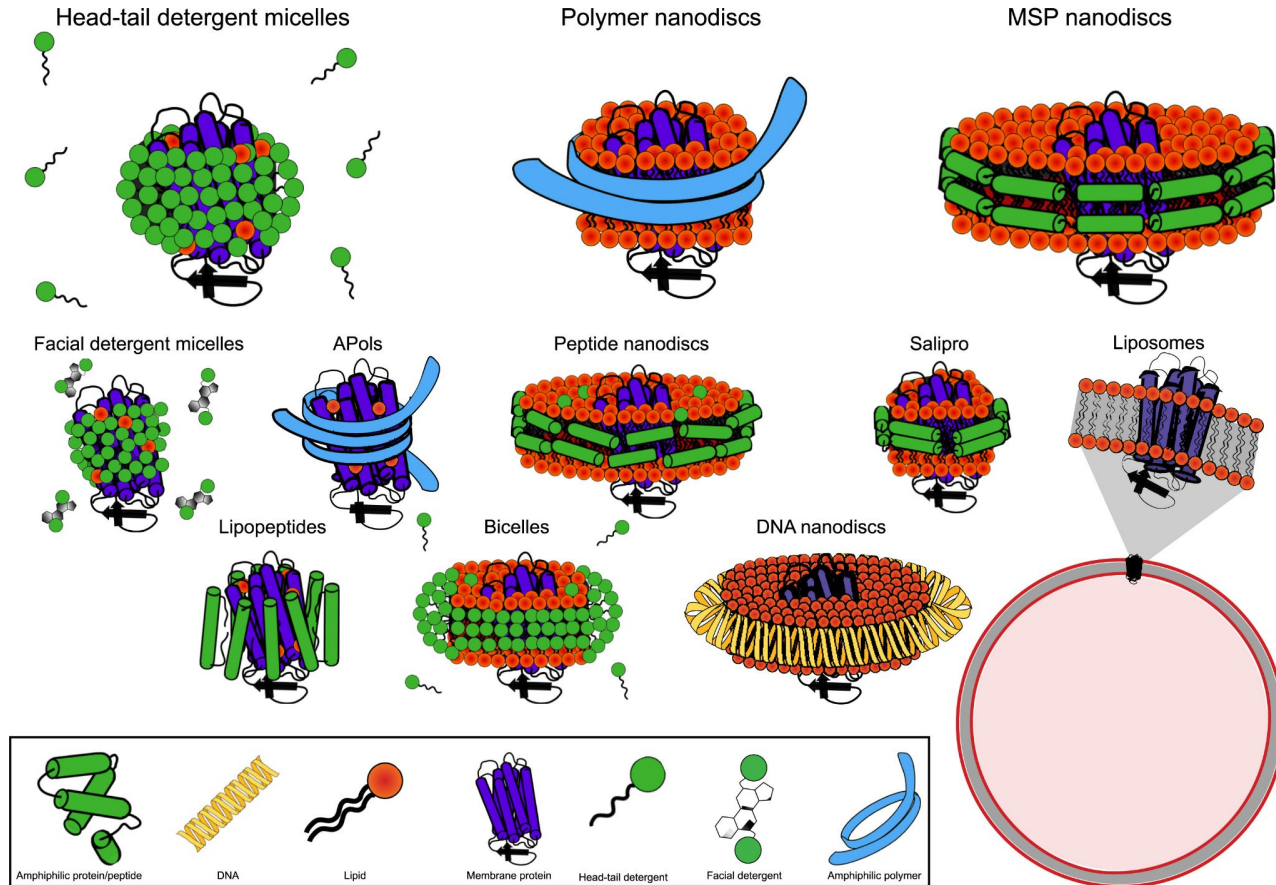 Head-tail detergent micelles
Polymer nanodiscs
MSP nanodiscs
Facial detergent micelles
APols
Peptide nanodiscs
Salipro
Liposomes
Lipopeptides
Bicelles
DNA nanodiscs
Amphiphilic protein/peptide
DNA
Lipid
Membrane protein
Head-tail detergent
Facial detergent
Amphiphilic polymer